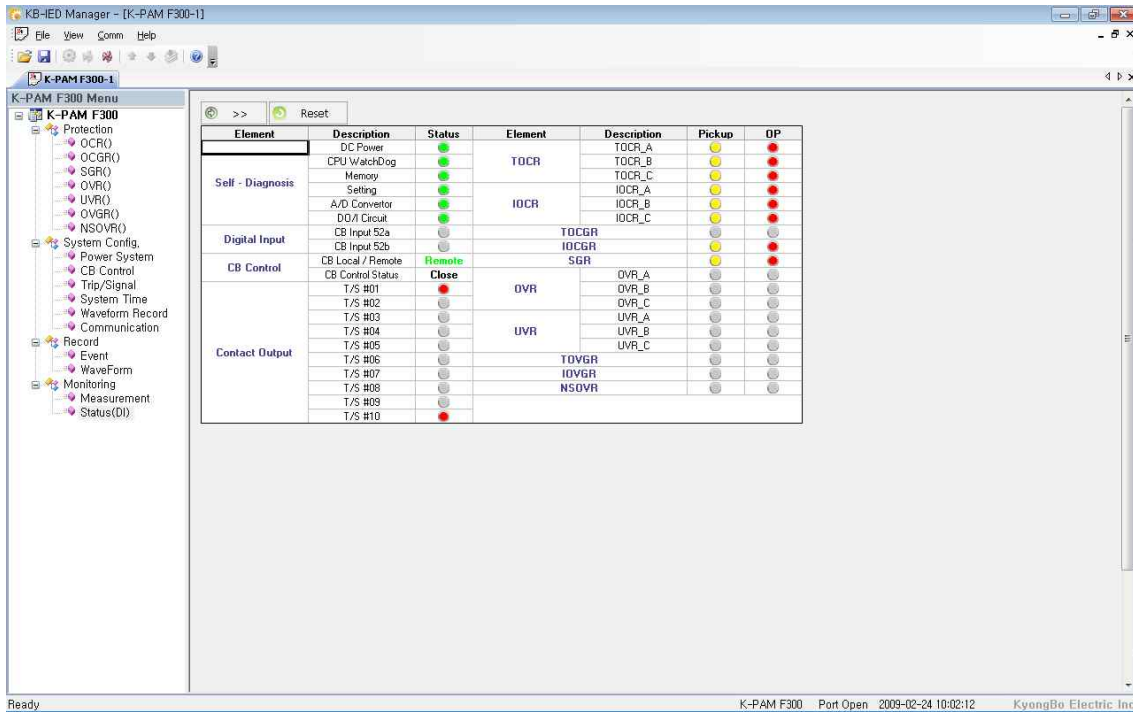 KB-IED Manager - [K-PAM F300-1]
File View Comm Help
K-PAM F300-1
K-PAM F300 Menu
K-PAM F300
Protection
OCR()
OCGR()
SGR()
OVR()
UVR()
OVGR()
NSOVR()
System Config,
Power System
CB Control
Trip/Signal
System Time
Waveform Record
Communication
Record
Event
WaveForm
Monitoring
Measurement
Status(DI)
>> Reset
Element Description Status Element Description Pickup OP
DC Power TOCR_A
CPU WatchDog TOCR TOCR_B
Memory TOCR_C
Self - Diagnosis
Setting IOCR_A
A/D Convertor IOCR IOCR_B
DO/I Circuit IOCR_C
Digital Input
CB Input 52a TOCGR
CB Input 52b IOCGR
CB Control
CB Local / Remote Remote SGR
CB Control Status Close OVR_A
T/S #01 OVR OVR_B
T/S #02 OVR_C
T/S #03 UVR_A
T/S #04 UVR UVR_B
T/S #05 UVR_C
Contact Output
T/S #06 TOVGR
T/S #07 IOVGR
T/S #08 NSOVR
T/S #09
T/S #10
Ready K-PAM F300 Port Open 2009-02-24 10:02:12 KyongBo Electric Inc